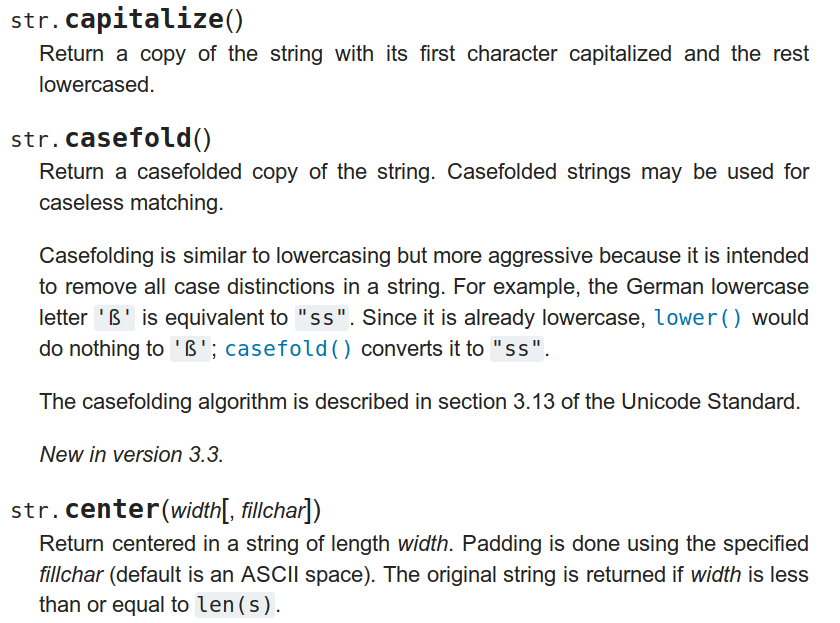 str.capitalize()
Return a copy of the string with its first character capitalized and the rest
lowercased.
str.casefold()
Return a casefolded copy of the string. Casefolded strings may be used for
caseless matching.
Casefolding is similar to lowercasing but more aggressive because it is intended
to remove all case distinctions in a string. For example, the German lowercase
letter 'ß' is equivalent to "ss". Since it is already lowercase, lower() would
do nothing to 'ß'; casefold() converts it to "ss".
The casefolding algorithm is described in section 3.13 of the Unicode Standard.
New in version 3.3.
str.center(width[, fillchar])
Return centered in a string of length width. Padding is done using the specified
fillchar (default is an ASCII space). The original string is returned if width is less
than or equal to len(s).